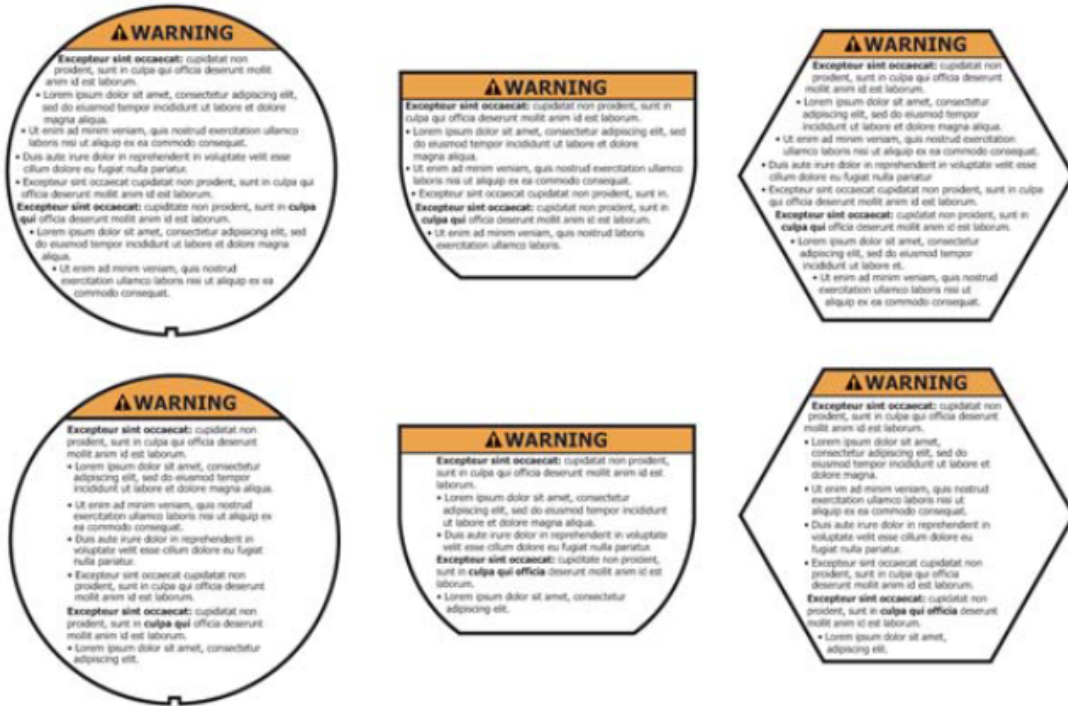 WARNING
Excepteur sint occaecat: cupidatat non
proident, sunt in culpa qui officia deserunt mollit
anim id est laborum.
• Lorem ipsum dolor sit amet, consectetur adipiscing elit,
sed do eiusmod tempor incididunt ut labore et dolore
magna aliqua.
• Ut enim ad minim veniam, quis nostrud exercitation ullamco
laboris nisi ut aliquip ex ea commodo consequat.
• Duis aute irure dolor in reprehenderit in voluptate velit esse
cillum dolore eu fugiat nulla pariatur.
• Excepteur sint occaecat cupidatat non proident, sunt in culpa qui
officia deserunt mollit anim id est laborum.
Excepteur sint occaecat: cupiditate non proident, sunt in culpa
qui officia deserunt mollit anim id est laborum.
• Lorem ipsum dolor sit amet, consectetur adipiscing elit, sed
do eiusmod tempor incididunt ut labore et dolore magna
aliqua.
• Ut enim ad minim veniam, quis nostrud
exercitation ullamco laboris nisi ut aliquip ex ea
commodo consequat.
WARNING
Excepteur sint occaecat: cupidatat non proident, sunt in
culpa qui officia deserunt mollit anim id est laborum.
• Lorem ipsum dolor sit amet, consectetur adipiscing elit, sed
do eiusmod tempor incididunt ut labore et dolore
magna aliqua.
• Ut enim ad minim veniam, quis nostrud exercitation ullamco
laboris nisi ut aliquip ex ea commodo consequat.
• Excepteur sint occaecat cupidatat non proident, sunt in.
Excepteur sint occaecat: cupidatat non proident, sunt in
culpa qui officia deserunt mollit anim id est laborum.
• Ut enim ad minim veniam, quis nostrud laboris
exercitation ullamco laboris.
WARNING
Excepteur sint occaecat: cupidatat non
proident, sunt in culpa qui officia deserunt
mollit anim id est laborum.
• Lorem ipsum dolor sit amet, consectetur
adipiscing elit, sed do eiusmod tempor
incididunt ut labore et dolore magna aliqua.
• Ut enim ad minim veniam, quis nostrud exercitation
ullamco laboris nisi ut aliquip ex ea commodo consequat.
• Duis aute irure dolor in reprehenderit in voluptate velit esse
cillum dolore eu fugiat nulla pariatur
• Excepteur sint occaecat cupidatat non proident, sunt in culpa
qui officia deserunt mollit anim id est laborum.
Excepteur sint occaecat: cupidatat non proident, sunt in
culpa qui officia deserunt mollit anim id est laborum.
• Lorem ipsum dolor sit amet, consectetur
adipiscing elit, sed do eiusmod tempor
incididunt ut labore et.
• Ut enim ad minim veniam, quis nostrud
exercitation ullamco laboris nisi ut
aliquip ex ea commodo consequat.
WARNING
Excepteur sint occaecat: cupidatat non
proident, sunt in culpa qui officia deserunt
mollit anim id est laborum.
• Lorem ipsum dolor sit amet, consectetur
adipiscing elit, sed do eiusmod tempor
incididunt ut labore et dolore magna aliqua.
• Ut enim ad minim veniam, quis nostrud
exercitation ullamco laboris nisi ut aliquip ex
ea commodo consequat.
• Duis aute irure dolor in reprehenderit in
voluptate velit esse cillum dolore eu fugiat
nulla pariatur.
• Excepteur sint occaecat cupidatat non
proident, sunt in culpa qui officia deserunt
mollit anim id est laborum.
Excepteur sint occaecat: cupidatat non
proident, sunt in culpa qui officia deserunt
mollit anim id est laborum.
• Lorem ipsum dolor sit amet, consectetur
adipiscing elit.
WARNING
Excepteur sint occaecat: cupidatat non proident,
sunt in culpa qui officia deserunt mollit anim id est
laborum.
• Lorem ipsum dolor sit amet, consectetur
adipiscing elit, sed do eiusmod tempor incididunt
ut labore et dolore magna aliqua.
• Duis aute irure dolor in reprehenderit in voluptate
velit esse cillum dolore eu fugiat nulla pariatur.
Excepteur sint occaecat: cupiditate non proident,
sunt in culpa qui officia deserunt mollit anim id est
laborum.
• Lorem ipsum dolor sit amet, consectetur
adipiscing elit.
WARNING
Excepteur sint occaecat: cupidatat non
proident, sunt in culpa qui officia deserunt
mollit anim id est laborum.
• Lorem ipsum dolor sit amet,
consectetur adipiscing elit, sed do
eiusmod tempor incididunt ut labore et
dolore magna.
• Ut enim ad minim veniam, quis nostrud
exercitation ullamco laboris nisi ut
aliquip ex ea commodo consequat.
• Duis aute irure dolor in reprehenderit in
voluptate velit esse cillum dolore eu
fugiat nulla pariatur.
• Excepteur sint occaecat cupidatat non
proident, sunt in culpa qui officia
deserunt mollit anim id est laborum.
Excepteur sint occaecat: cupidatat non
proident, sunt in culpa qui officia deserunt
mollit anim id est laborum.
• Lorem ipsum dolor sit amet,
adipiscing elit.